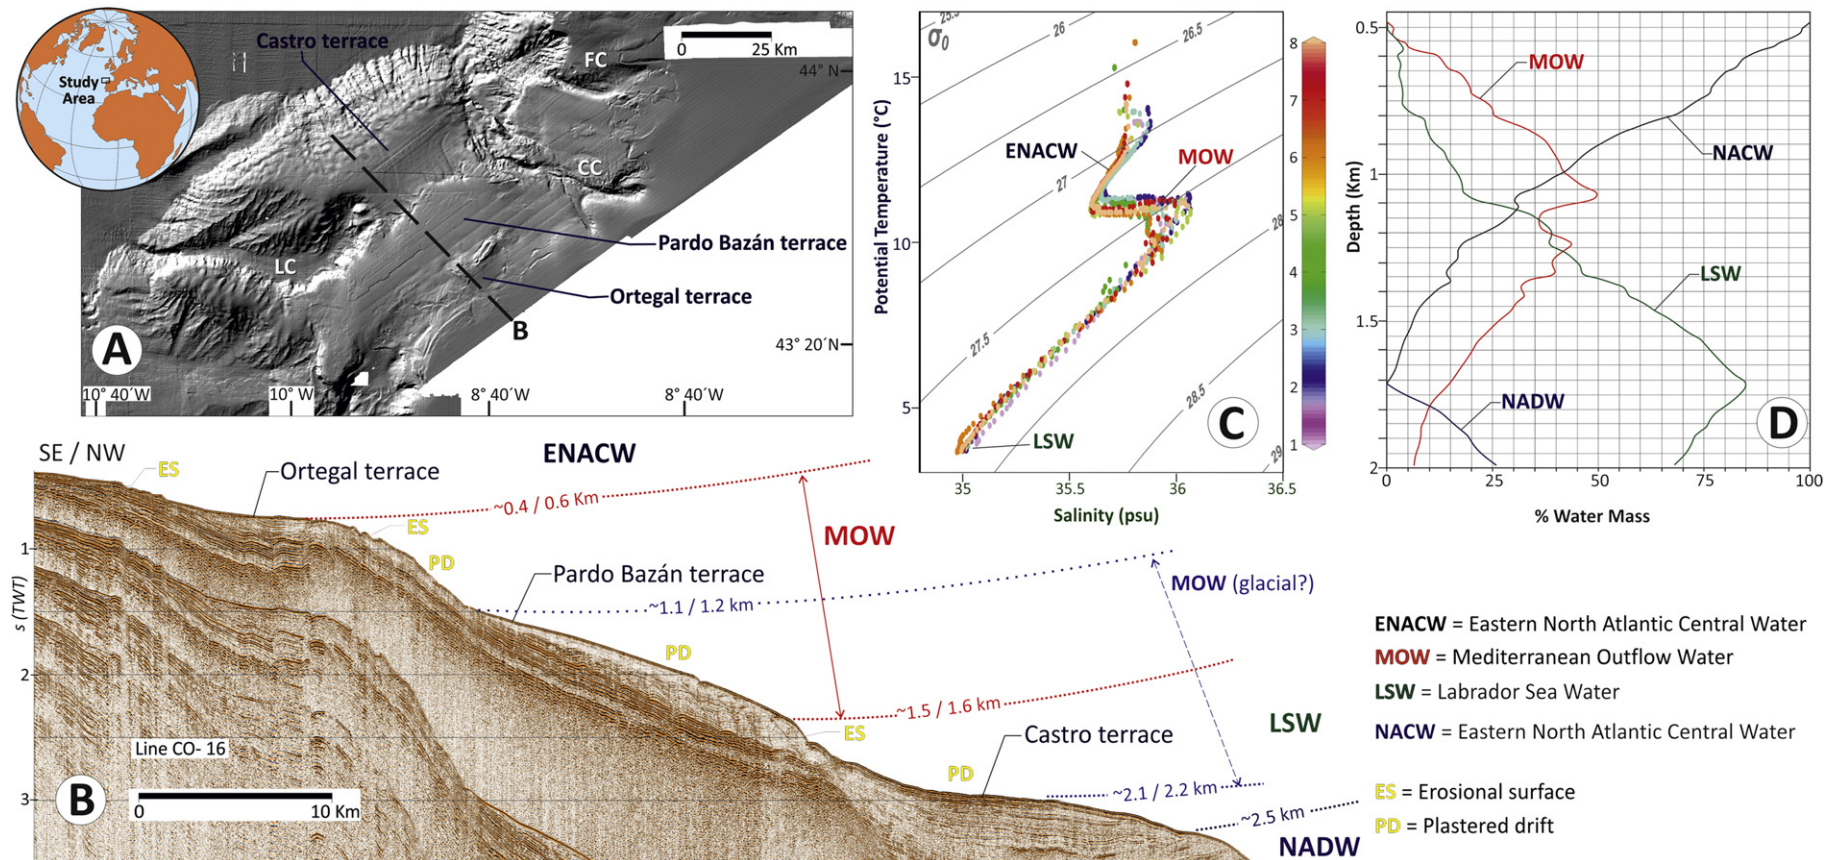 Study
Area
Castro terrace
0
25 Km
44° N
FC
CC
LC
Pardo Bazán terrace
Ortegal terrace
A
B
43° 20´N
10° 40´W
10° W
8° 40´W
8° 40´W
σ0
25.5
26
26.5
27
27.5
28
28.5
29
Potential Temperature (°C)
15
10
5
ENACW
MOW
LSW
C
35
35.5
36
36.5
Salinity (psu)
8
7
6
5
4
3
2
1
Depth (Km)
0.5
1
1.5
2
MOW
NACW
LSW
NADW
D
0
25
50
75
100
% Water Mass
SE / NW
ENACW
ES
Ortegal terrace
~0.4 / 0.6 Km
ES
MOW
PD
Pardo Bazán terrace
MOW (glacial?)
~1.1 / 1.2 km
s (TWT)
1
2
3
PD
~1.5 / 1.6 km
ES
LSW
Castro terrace
Line CO- 16
PD
B
0
10 Km
~2.1 / 2.2 km
~2.5 km
NADW
ENACW = Eastern North Atlantic Central Water
MOW = Mediterranean Outflow Water
LSW = Labrador Sea Water
NACW = Eastern North Atlantic Central Water
ES = Erosional surface
PD = Plastered drift